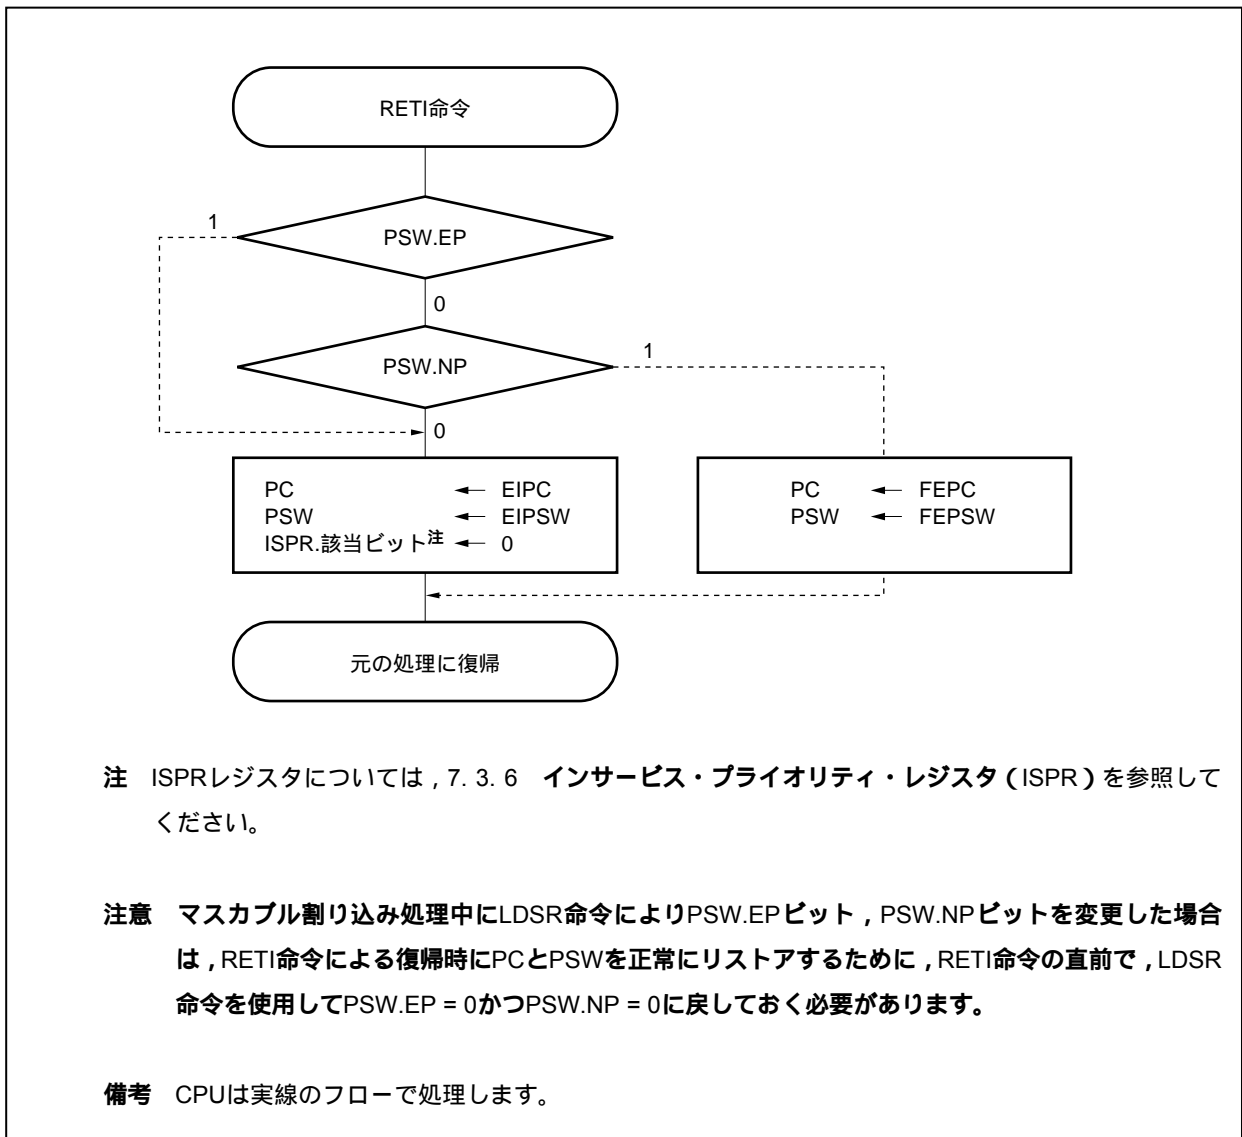 RETI命令
1
PSW.EP
0
1
PSW.NP
0
PC ← EIPC
PSW ← EIPSW
ISPR.該当ビット注 ← 0
PC ← FEPC
PSW ← FEPSW
元の処理に復帰
注 ISPRレジスタについては，7. 3. 6 インサービス・プライオリティ・レジスタ（ISPR）を参照して
ください。
注意 マスカブル割り込み処理中にLDSR命令によりPSW.EPビット，PSW.NPビットを変更した場合
は，RETI命令による復帰時にPCとPSWを正常にリストアするために，RETI命令の直前で，LDSR
命令を使用してPSW.EP = 0かつPSW.NP = 0に戻しておく必要があります。
備考 CPUは実線のフローで処理します。